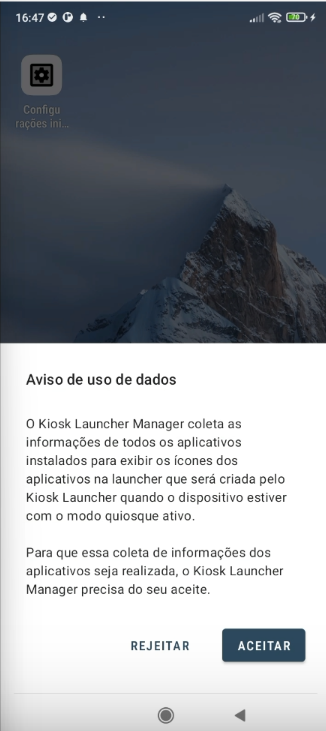 16:47
70
Configu
rações ini...
Aviso de uso de dados
O Kiosk Launcher Manager coleta as
informações de todos os aplicativos
instalados para exibir os ícones dos
aplicativos na launcher que será criada pelo
Kiosk Launcher quando o dispositivo estiver
com o modo quiosque ativo.
Para que essa coleta de informações dos
aplicativos seja realizada, o Kiosk Launcher
Manager precisa do seu aceite.
REJEITAR ACEITAR